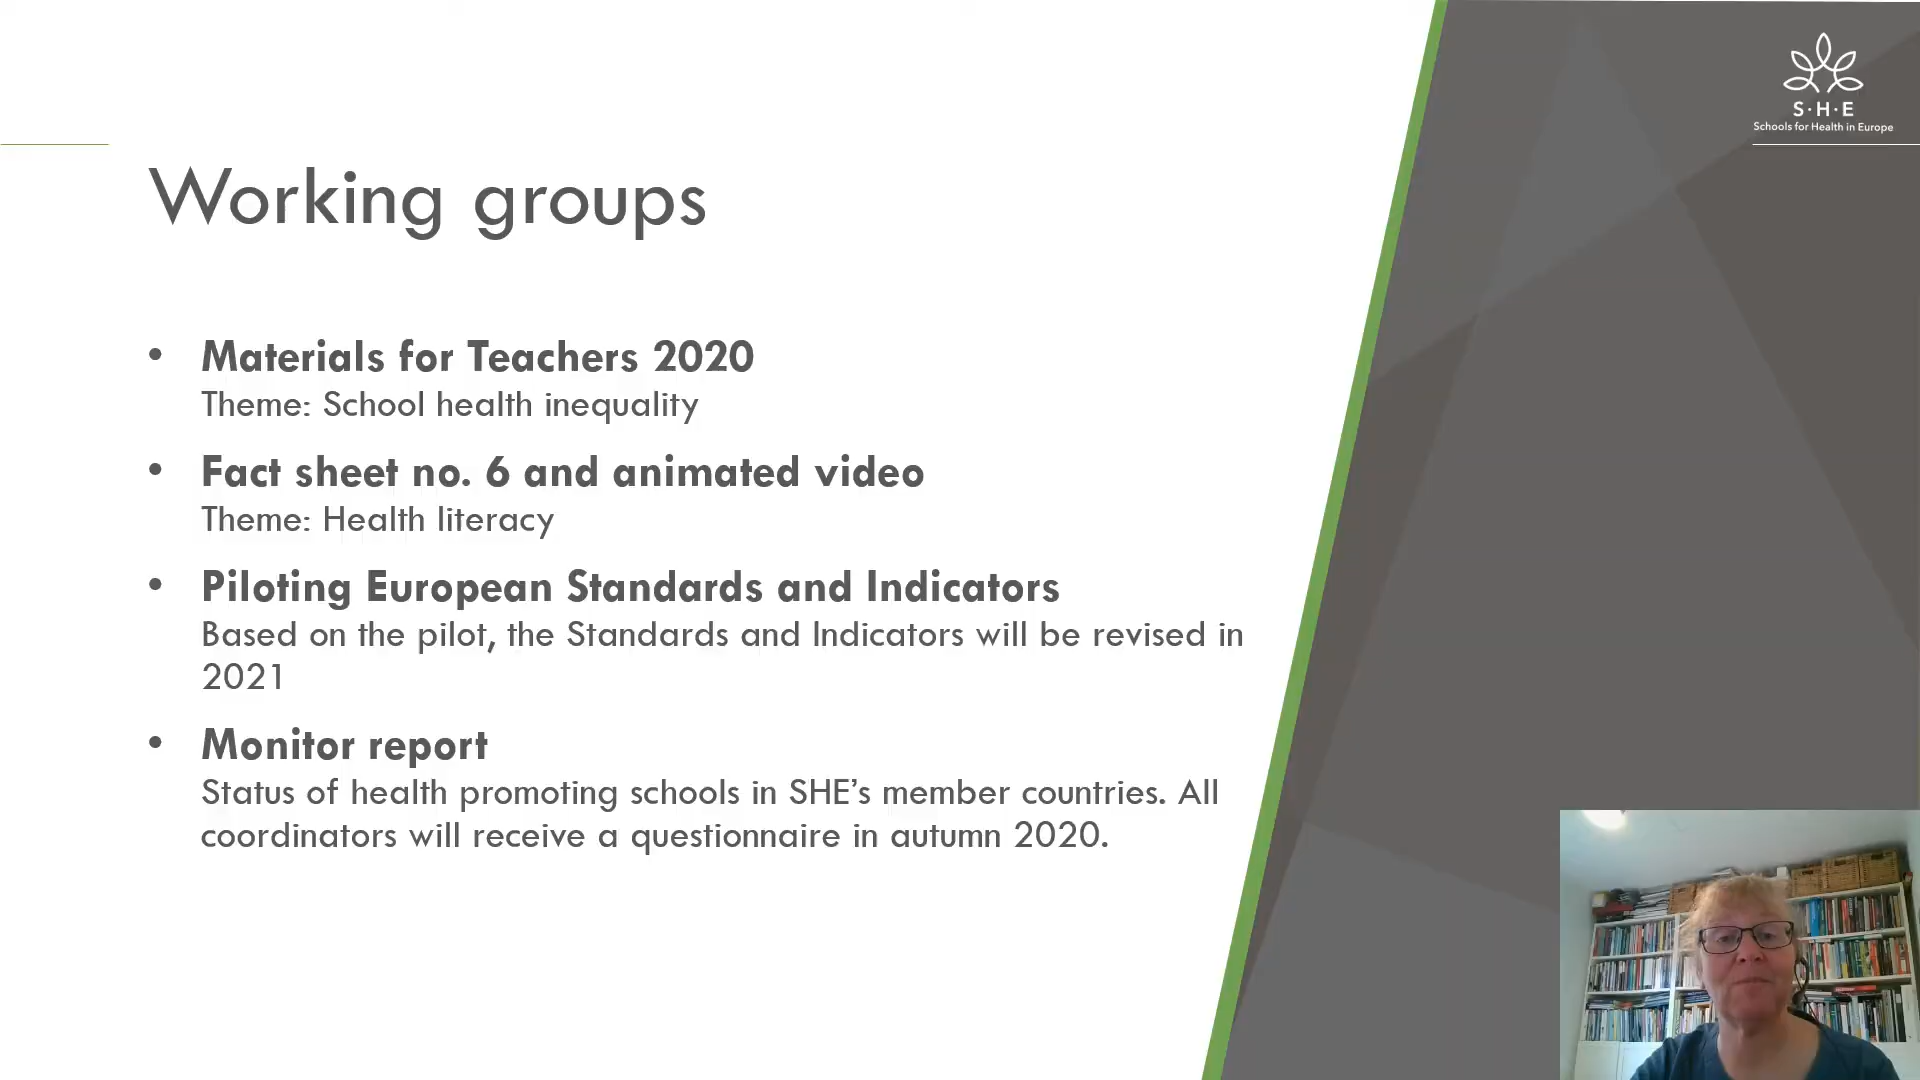 S·H·E
Schools for Health in Europe
Working groups
• Materials for Teachers 2020
Theme: School health inequality
• Fact sheet no. 6 and animated video
Theme: Health literacy
• Piloting European Standards and Indicators
Based on the pilot, the Standards and Indicators will be revised in
2021
• Monitor report
Status of health promoting schools in SHE’s member countries. All
coordinators will receive a questionnaire in autumn 2020.